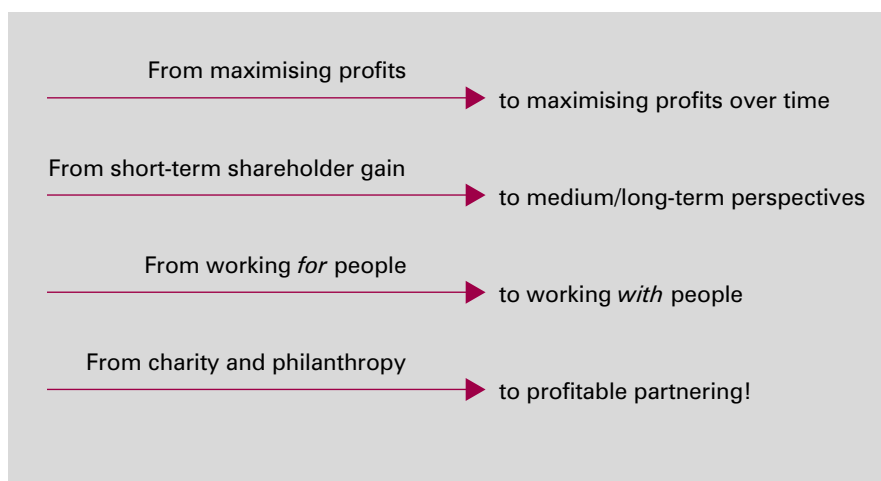 From maximising profits
to maximising profits over time
From short-term shareholder gain
to medium/long-term perspectives
From working for people
to working with people
From charity and philanthropy
to profitable partnering!